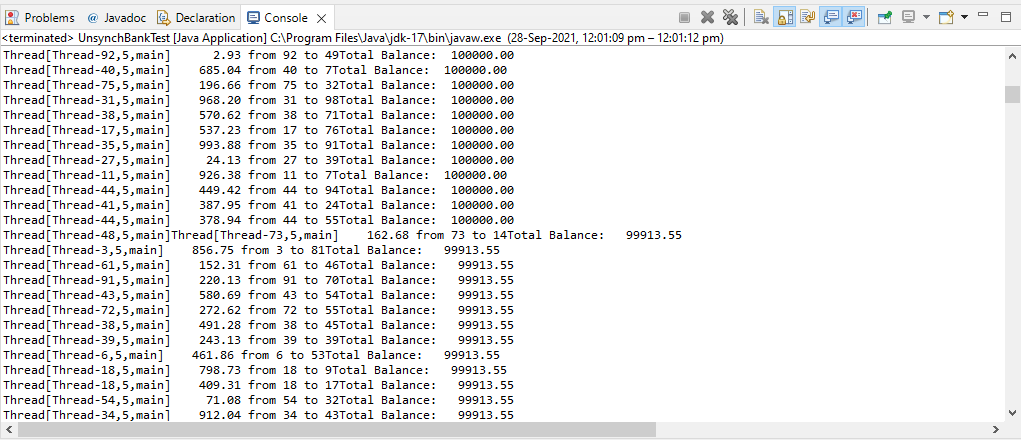 Problems @ Javadoc Declaration Console
<terminated> UnsynchBankTest [Java Application] C:\Program Files\Java\jdk-17\bin\javaw.exe (28-Sep-2021, 12:01:09 pm – 12:01:12 pm)
Thread[Thread-92,5,main]      2.93 from 92 to 49Total Balance:  100000.00
Thread[Thread-40,5,main]    685.04 from 40 to 7Total Balance:  100000.00
Thread[Thread-75,5,main]    196.66 from 75 to 32Total Balance:  100000.00
Thread[Thread-31,5,main]    968.20 from 31 to 98Total Balance:  100000.00
Thread[Thread-38,5,main]    570.62 from 38 to 71Total Balance:  100000.00
Thread[Thread-17,5,main]    537.23 from 17 to 76Total Balance:  100000.00
Thread[Thread-35,5,main]    993.88 from 35 to 91Total Balance:  100000.00
Thread[Thread-27,5,main]     24.13 from 27 to 39Total Balance:  100000.00
Thread[Thread-11,5,main]    926.38 from 11 to 7Total Balance:  100000.00
Thread[Thread-44,5,main]    449.42 from 44 to 94Total Balance:  100000.00
Thread[Thread-41,5,main]    387.95 from 41 to 24Total Balance:  100000.00
Thread[Thread-44,5,main]    378.94 from 44 to 55Total Balance:  100000.00
Thread[Thread-48,5,main]Thread[Thread-73,5,main]    162.68 from 73 to 14Total Balance:   99913.55
Thread[Thread-3,5,main]    856.75 from 3 to 81Total Balance:   99913.55
Thread[Thread-61,5,main]    152.31 from 61 to 46Total Balance:   99913.55
Thread[Thread-91,5,main]    220.13 from 91 to 70Total Balance:   99913.55
Thread[Thread-43,5,main]    580.69 from 43 to 54Total Balance:   99913.55
Thread[Thread-72,5,main]    272.62 from 72 to 55Total Balance:   99913.55
Thread[Thread-38,5,main]    491.28 from 38 to 45Total Balance:   99913.55
Thread[Thread-39,5,main]    243.13 from 39 to 39Total Balance:   99913.55
Thread[Thread-6,5,main]    461.86 from 6 to 53Total Balance:   99913.55
Thread[Thread-18,5,main]    798.73 from 18 to 9Total Balance:   99913.55
Thread[Thread-18,5,main]    409.31 from 18 to 17Total Balance:   99913.55
Thread[Thread-54,5,main]     71.08 from 54 to 32Total Balance:   99913.55
Thread[Thread-34,5,main]    912.04 from 34 to 43Total Balance:   99913.55